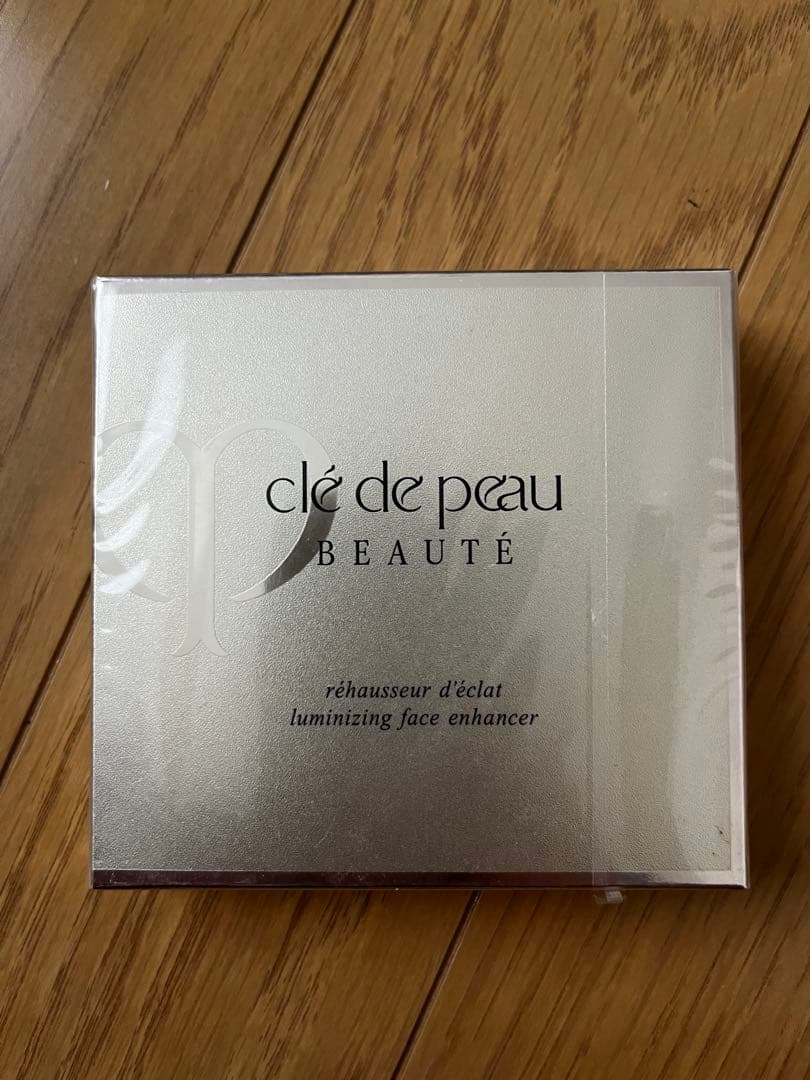 clé de peau
BEAUTÉ
réhausseur d'éclat
luminizing face enhancer